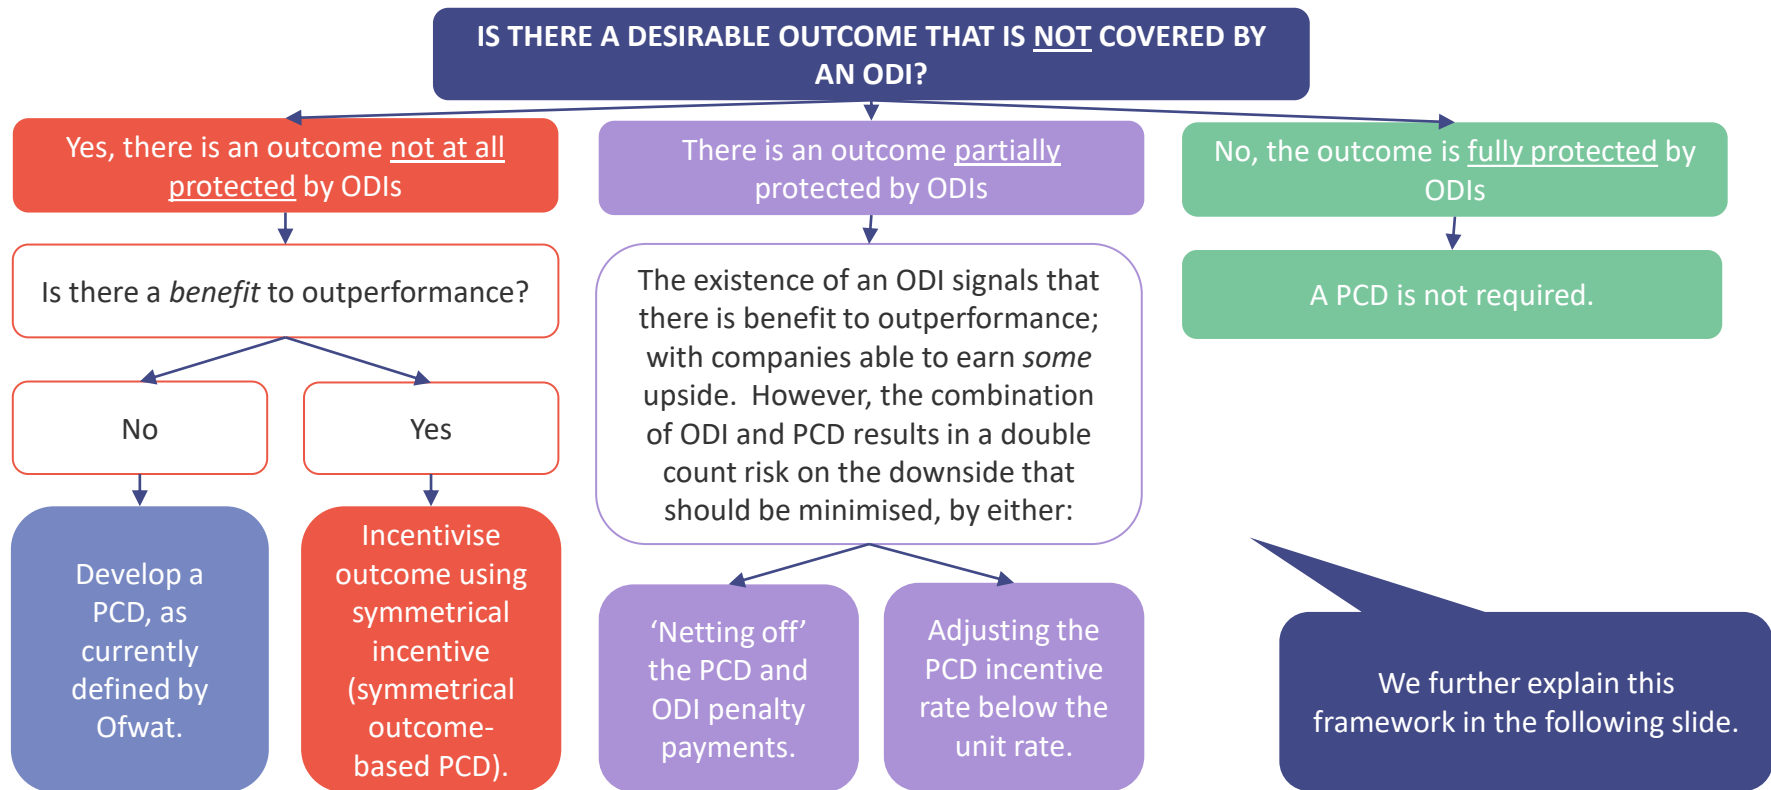 IS THERE A DESIRABLE OUTCOME THAT IS NOT COVERED BY
AN ODI?
Yes, there is an outcome not at all
protected by ODIs
There is an outcome partially
protected by ODIs
No, the outcome is fully protected by
ODIs
Is there a benefit to outperformance?
The existence of an ODI signals that
there is benefit to outperformance;
with companies able to earn some
upside. However, the combination
of ODI and PCD results in a double
count risk on the downside that
should be minimised, by either:
A PCD is not required.
No
Yes
Develop a
PCD, as
currently
defined by
Ofwat.
Incentivise
outcome using
symmetrical
incentive
(symmetrical
outcome-
based PCD).
‘Netting off’
the PCD and
ODI penalty
payments.
Adjusting the
PCD incentive
rate below the
unit rate.
We further explain this
framework in the following slide.